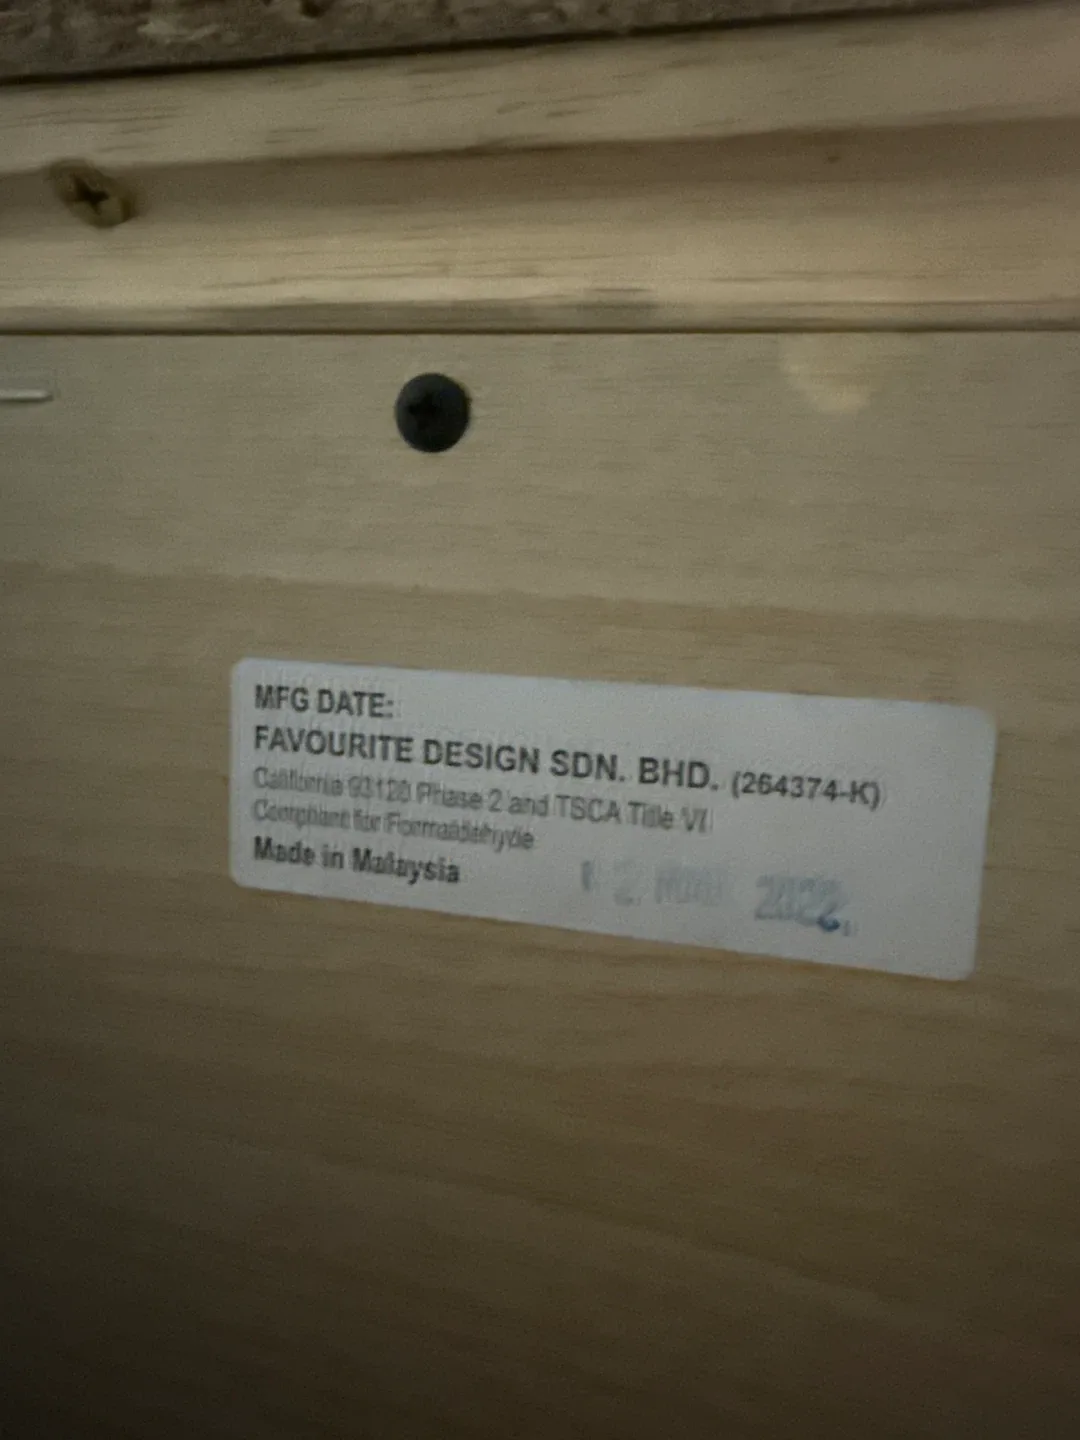 MFG DATE:
FAVOURITE DESIGN SDN. BHD. (264374-K)
California 93120 Phase 2 and TSCA Title VI
Compliant for Formaldehyde
Made in Malaysia
2022